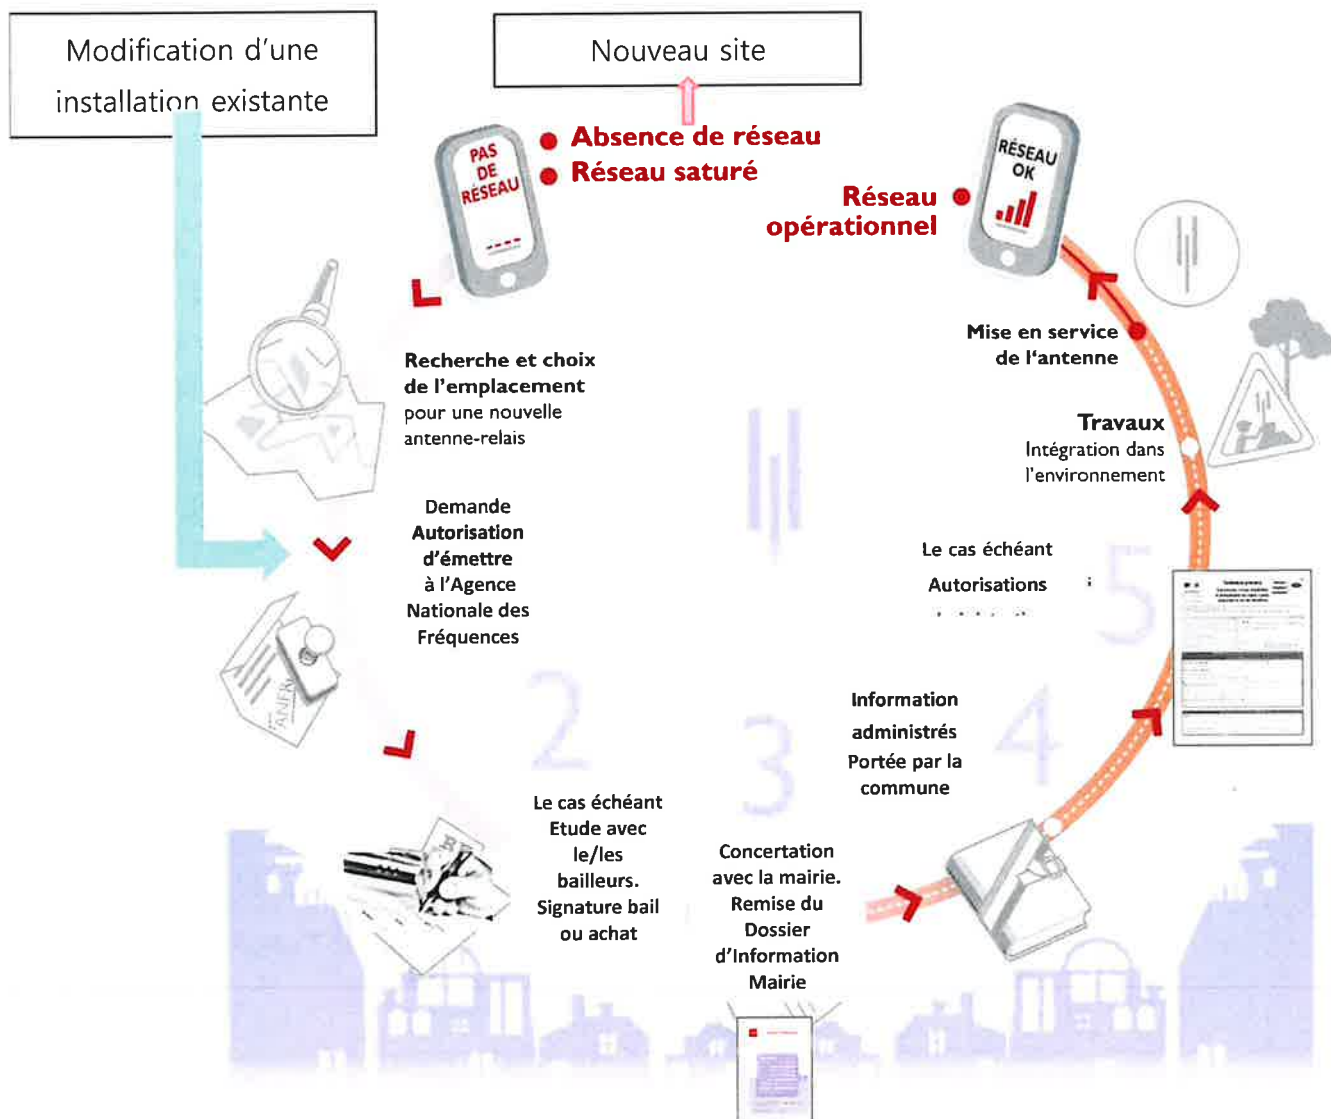 Modification d'une
installation existante
Nouveau site
PAS
DE
RÉSEAU
Absence de réseau
Réseau saturé
RÉSEAU
OK
Réseau
opérationnel
Recherche et choix
de l'emplacement
pour une nouvelle
antenne-relais
Mise en service
de l'antenne
Travaux
Intégration dans
l'environnement
Demande
Autorisation
d'émettre
à l'Agence
Nationale des
Fréquences
ANFR
Le cas échéant
Autorisations
5
2
3
4
Information
administrés
Portée par la
commune
Le cas échéant
Etude avec
le/les
bailleurs.
Signature bail
ou achat
Concertation
avec la mairie.
Remise du
Dossier
d'Information
Mairie